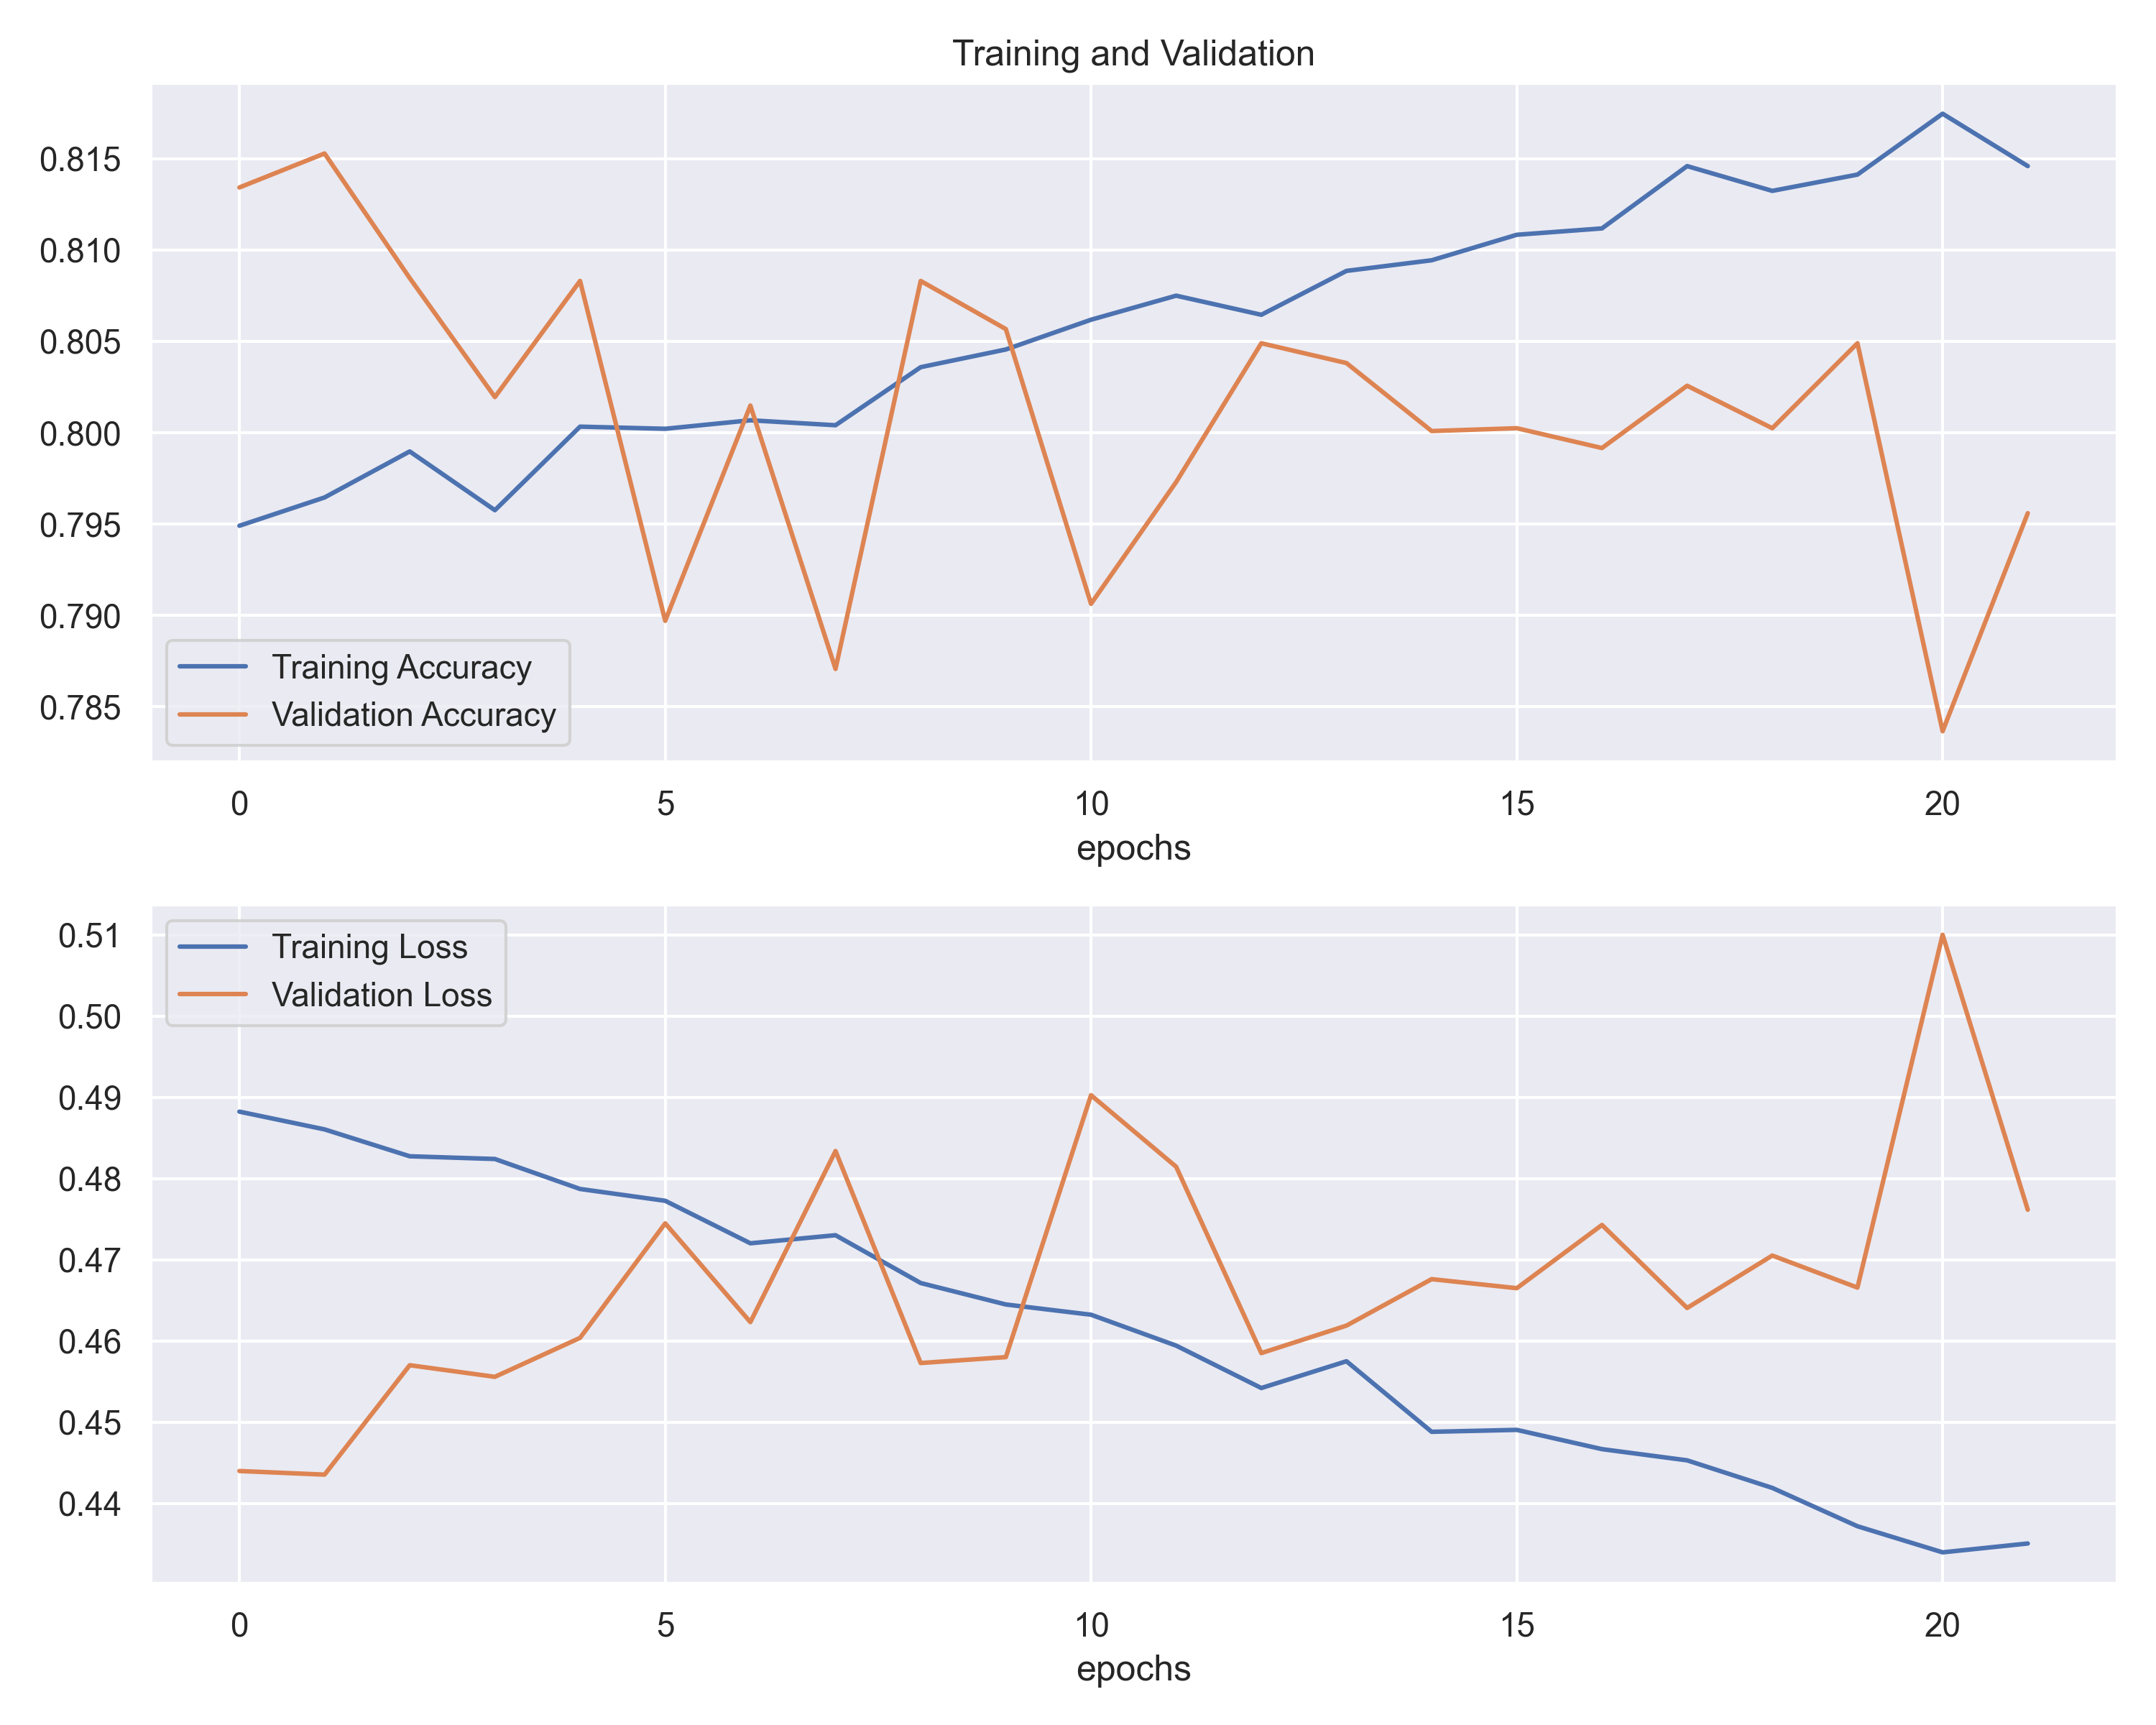 Training and Validation
0.815
0.810
0.805
0.800
0.795
0.790
0.785
Training Accuracy
Validation Accuracy
0 5 10 15 20
epochs
0.51
0.50
0.49
0.48
0.47
0.46
0.45
0.44
Training Loss
Validation Loss
0 5 10 15 20
epochs